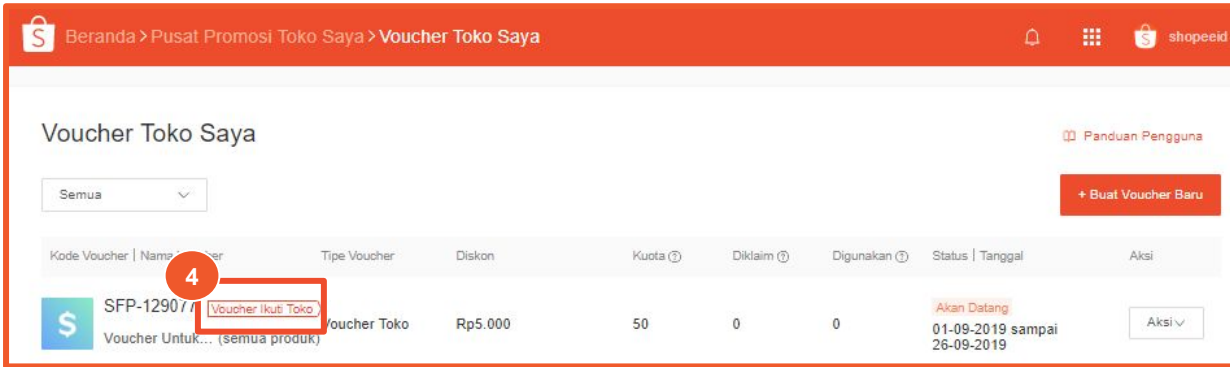 Beranda > Pusat Promosi Toko Saya > Voucher Toko Saya
shopeeid
Voucher Toko Saya
Panduan Pengguna
Semua
+ Buat Voucher Baru
Kode Voucher | Nama
Tipe Voucher
Diskon
Kuota
Diklaim
Digunakan
Status | Tanggal
Aksi
4
SFP-129077
Voucher Ikuti Toko
Voucher Untuk... (semua produk)
Voucher Toko
Rp5.000
50
0
0
Akan Datang
01-09-2019 sampai
26-09-2019
Aksi